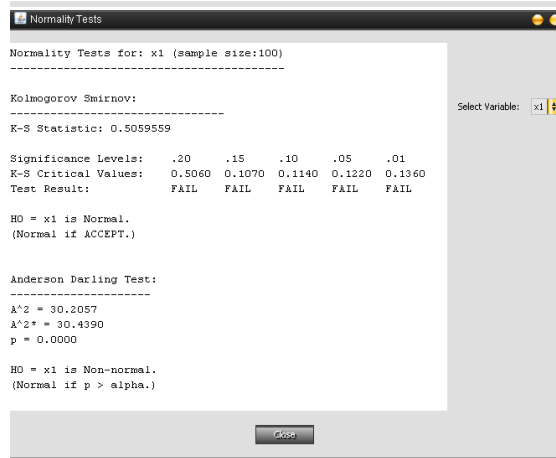 Normality Tests
Normality Tests for: x1 (sample size:100)
-----------------------------------------
Kolmogorov Smirnov:
--------------------------------
K-S Statistic: 0.5059559
Significance Levels: .20 .15 .10 .05 .01
K-S Critical Values: 0.5060 0.1070 0.1140 0.1220 0.1360
Test Result: FAIL FAIL FAIL FAIL FAIL
H0 = x1 is Normal.
(Normal if ACCEPT.)
Anderson Darling Test:
---------------------
A^2 = 30.2057
A^2* = 30.4390
p = 0.0000
H0 = x1 is Non-normal.
(Normal if p > alpha.)
Select Variable: x1
Close